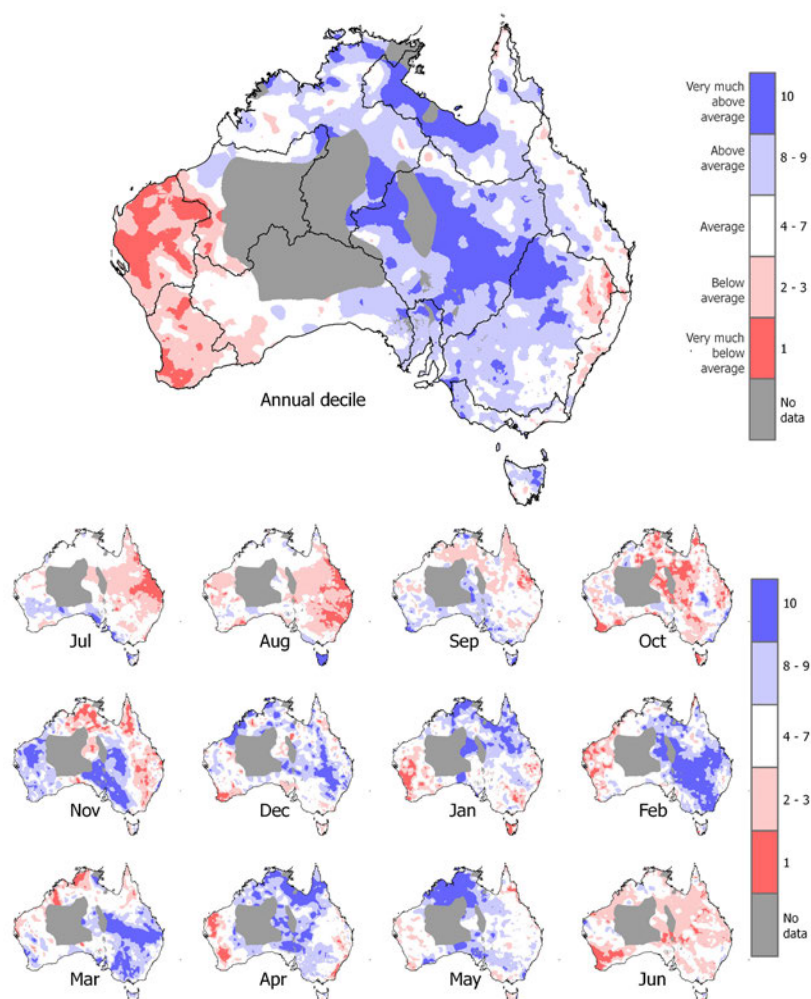 Very much
above
average
10
Above
average
8 - 9
Average
4 - 7
Below
average
2 - 3
Very much
below
average
1
No
data
Annual decile
Jul
Aug
Sep
Oct
Nov
Dec
Jan
Feb
Mar
Apr
May
Jun
10
8 - 9
4 - 7
2 - 3
1
No
data